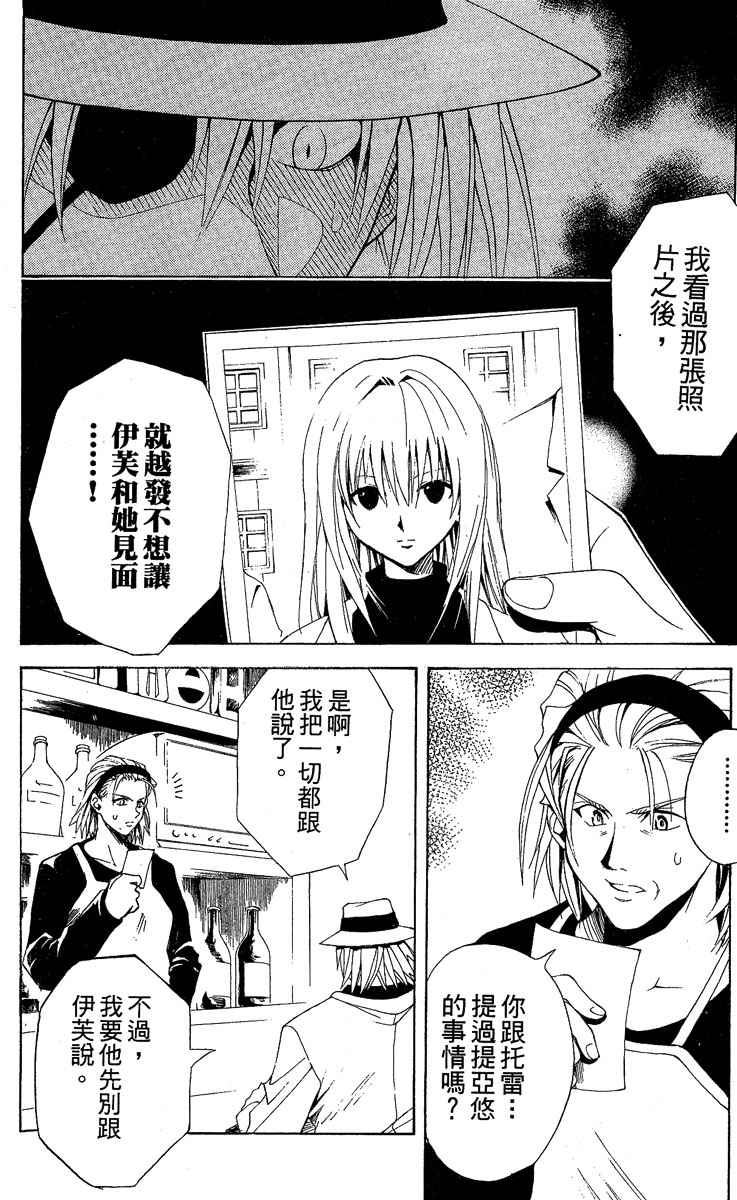 我看過那張照
片之後，
就越發不想讓
伊芙和她見面
……！
……
你跟托雷…
提過提亞悠
的事情嗎？
是啊，
我把一切都跟
他說了。
不過，
我要他先別跟
伊芙說。